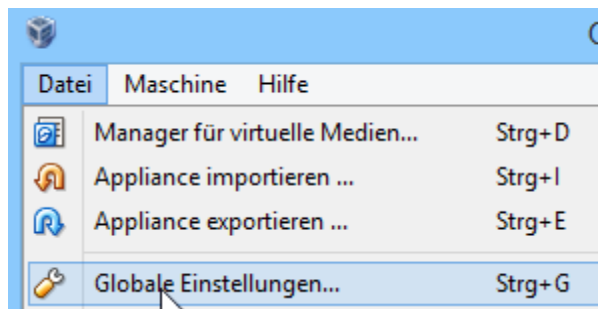 Datei Maschine Hilfe
Manager für virtuelle Medien... Strg+D
Appliance importieren ... Strg+I
Appliance exportieren ... Strg+E
Globale Einstellungen... Strg+G